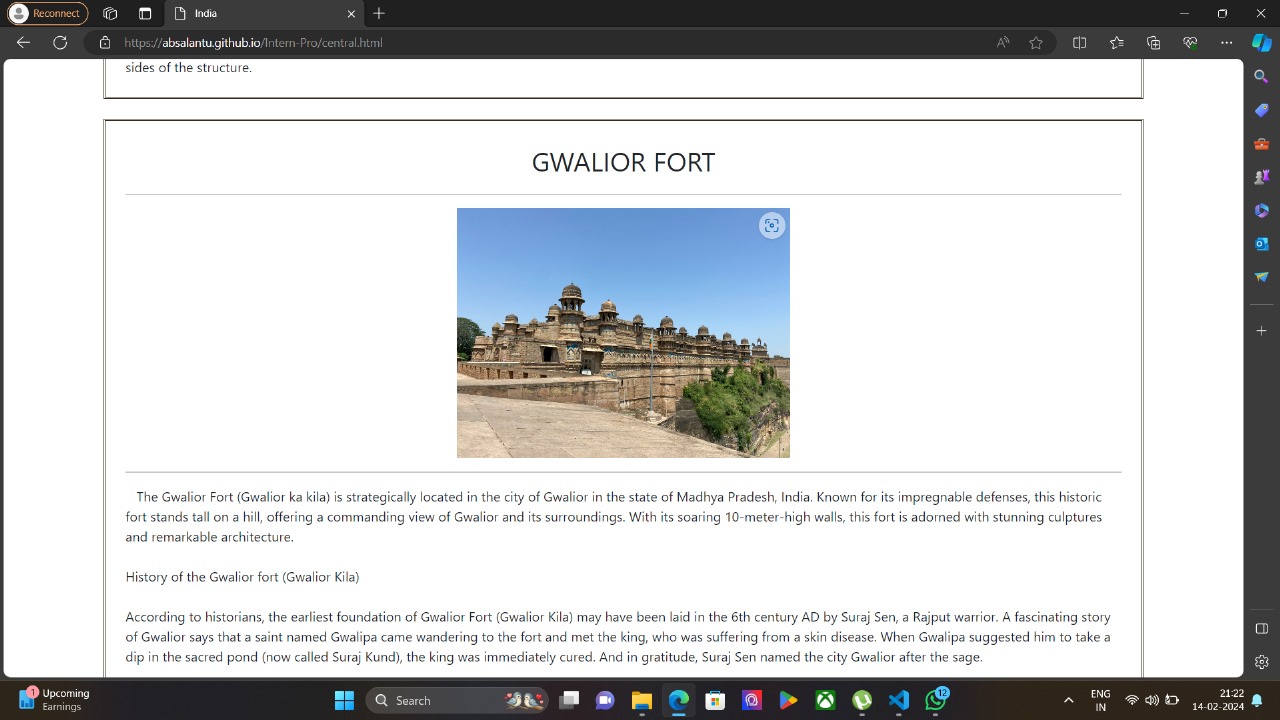 Reconnect
India
https://absalantu.github.io/Intern-Pro/central.html
sides of the structure.
GWALIOR FORT
The Gwalior Fort (Gwalior ka kila) is strategically located in the city of Gwalior in the state of Madhya Pradesh, India. Known for its impregnable defenses, this historic
fort stands tall on a hill, offering a commanding view of Gwalior and its surroundings. With its soaring 10-meter-high walls, this fort is adorned with stunning culptures
and remarkable architecture.
History of the Gwalior fort (Gwalior Kila)
According to historians, the earliest foundation of Gwalior Fort (Gwalior Kila) may have been laid in the 6th century AD by Suraj Sen, a Rajput warrior. A fascinating story
of Gwalior says that a saint named Gwalipa came wandering to the fort and met the king, who was suffering from a skin disease. When Gwalipa suggested him to take a
dip in the sacred pond (now called Suraj Kund), the king was immediately cured. And in gratitude, Suraj Sen named the city Gwalior after the sage.
1
Upcoming
Earnings
Search
12
ENG
IN
21:22
14-02-2024